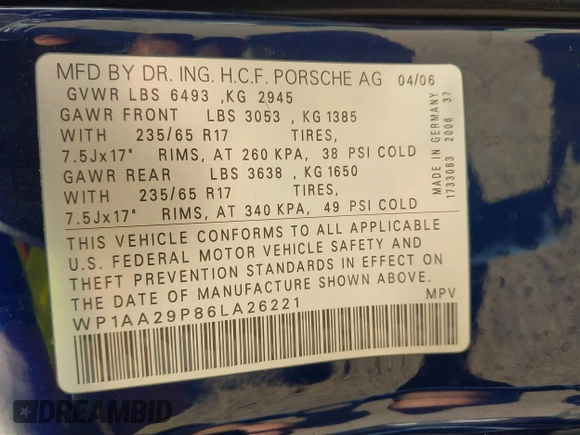 MFD BY DR. ING. H.C.F. PORSCHE AG 04/06
GVWR LBS 6493 ,KG 2945
GAWR FRONT LBS 3053 ,KG 1385
WITH 235/65 R17 TIRES,
7.5Jx17" RIMS, AT 260 KPA, 38 PSI COLD
GAWR REAR LBS 3638 ,KG 1650
WITH 235/65 R17 TIRES,
7.5Jx17" RIMS, AT 340 KPA, 49 PSI COLD
THIS VEHICLE CONFORMS TO ALL APPLICABLE
U.S. FEDERAL MOTOR VEHICLE SAFETY AND
THEFT PREVENTION STANDARDS IN EFFECT ON
THE DATE OF MANUFACTURE SHOWN ABOVE.
WP1AA29P86LA26221 MPV
MADE IN GERMANY
1733083 2006 37
DREAMBID